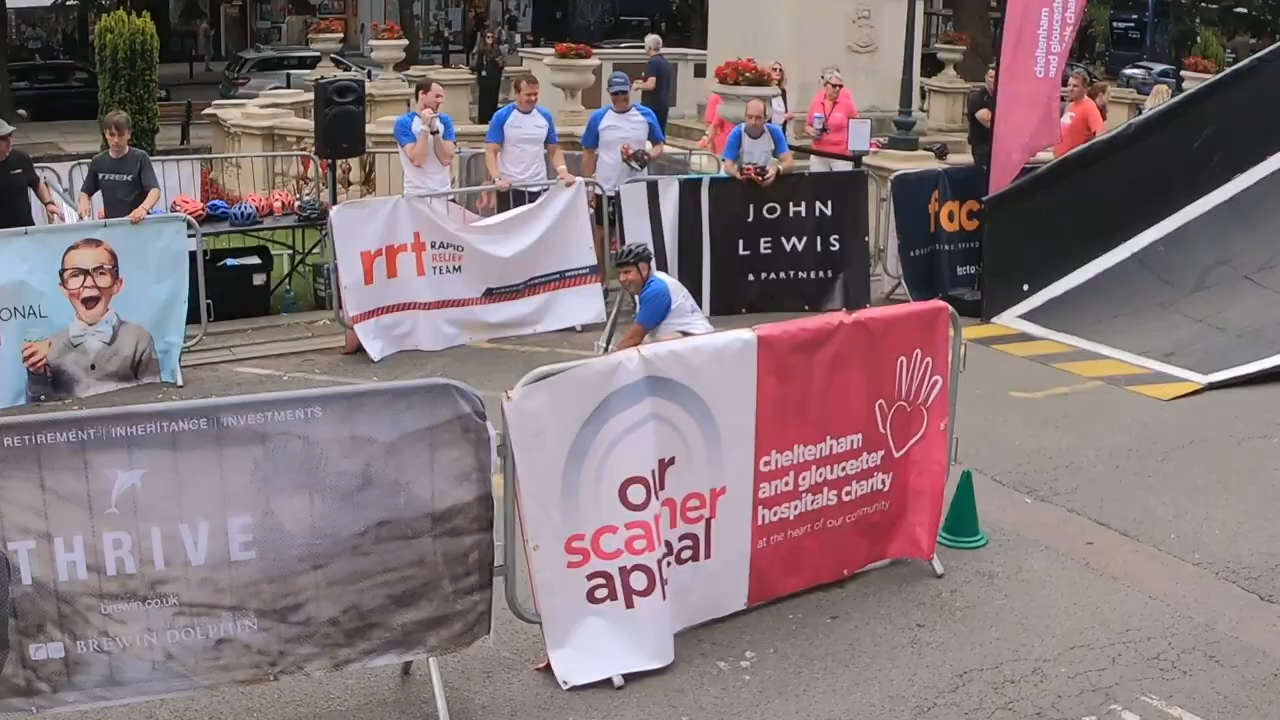 cheltenham
and gloucester
TREK
rrt RAPID
RELIEF
TEAM
JOHN
LEWIS
& PARTNERS
fac
ONAL
RETIREMENT | INHERITANCE | INVESTMENTS
THRIVE
brewin.co.uk
BREWIN DOLPHIN
our
scanner
appeal
cheltenham
and gloucester
hospitals charity
at the heart of our community